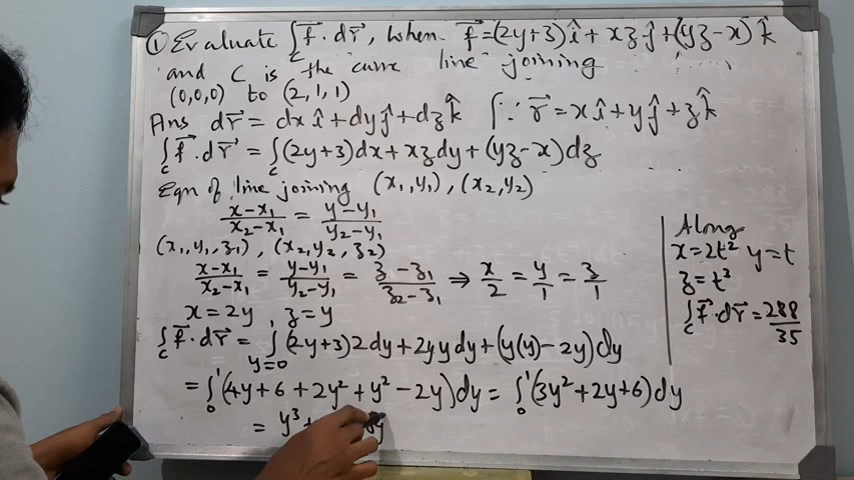 ① Evaluate ∫_C f⃗ · dr⃗, when f⃗ = (2y+3) î + xz ĵ + (yz-x) k̂
and C is the curve line joining
(0,0,0) to (2,1,1)
Ans dr⃗ = dx î + dy ĵ + dz k̂ [∵ r⃗ = x î + y ĵ + z k̂
∫_C f⃗ · dr⃗ = ∫_C (2y+3)dx + xz dy + (yz-x)dz
Eqn of line joining (x₁,y₁), (x₂,y₂)
(x-x₁)/(x₂-x₁) = (y-y₁)/(y₂-y₁)
(x₁,y₁,z₁), (x₂,y₂,z₂)
(x-x₁)/(x₂-x₁) = (y-y₁)/(y₂-y₁) = (z-z₁)/(z₂-z₁) ⇒ x/2 = y/1 = z/1
x = 2y, z = y
∫_C f⃗ · dr⃗ = ∫_{y=0} (2y+3)2dy + 2y y dy + (y(y)-2y)dy
= ∫₀¹ (4y+6+2y²+y²-2y)dy = ∫₀¹ (3y²+2y+6)dy
= y³+
Along
x=2t² y=t
z=t³
∫_C f⃗ · dr⃗ = 288/35